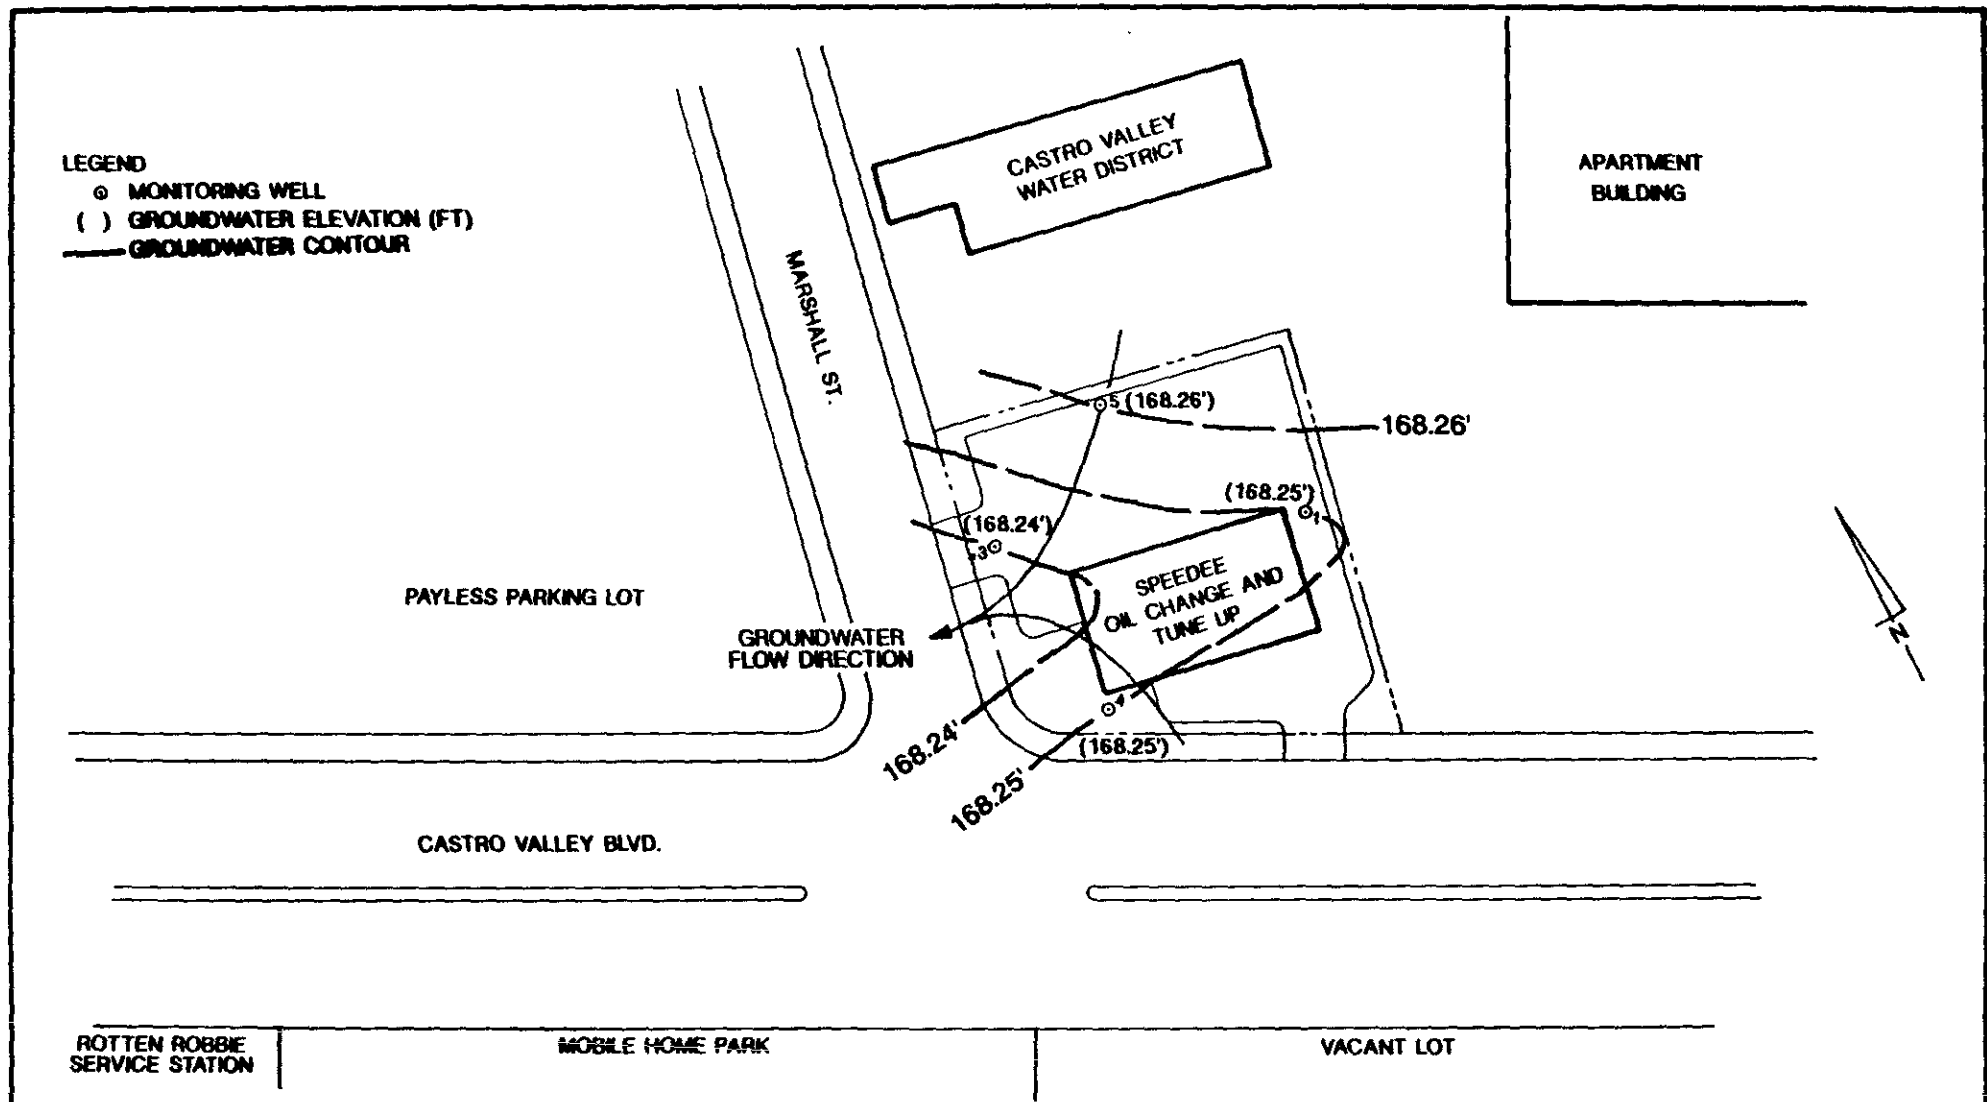 LEGEND
MONITORING WELL
( ) GROUNDWATER ELEVATION (FT)
GROUNDWATER CONTOUR
CASTRO VALLEY
WATER DISTRICT
APARTMENT
BUILDING
MARSHALL ST.
5 (168.26')
168.26'
(168.25')
1
(168.24')
3
SPEEDEE
OIL CHANGE AND
TUNE UP
PAYLESS PARKING LOT
GROUNDWATER
FLOW DIRECTION
N
4
(168.25')
168.24'
168.25'
CASTRO VALLEY BLVD.
ROTTEN ROBBIE
SERVICE STATION
MOBILE HOME PARK
VACANT LOT